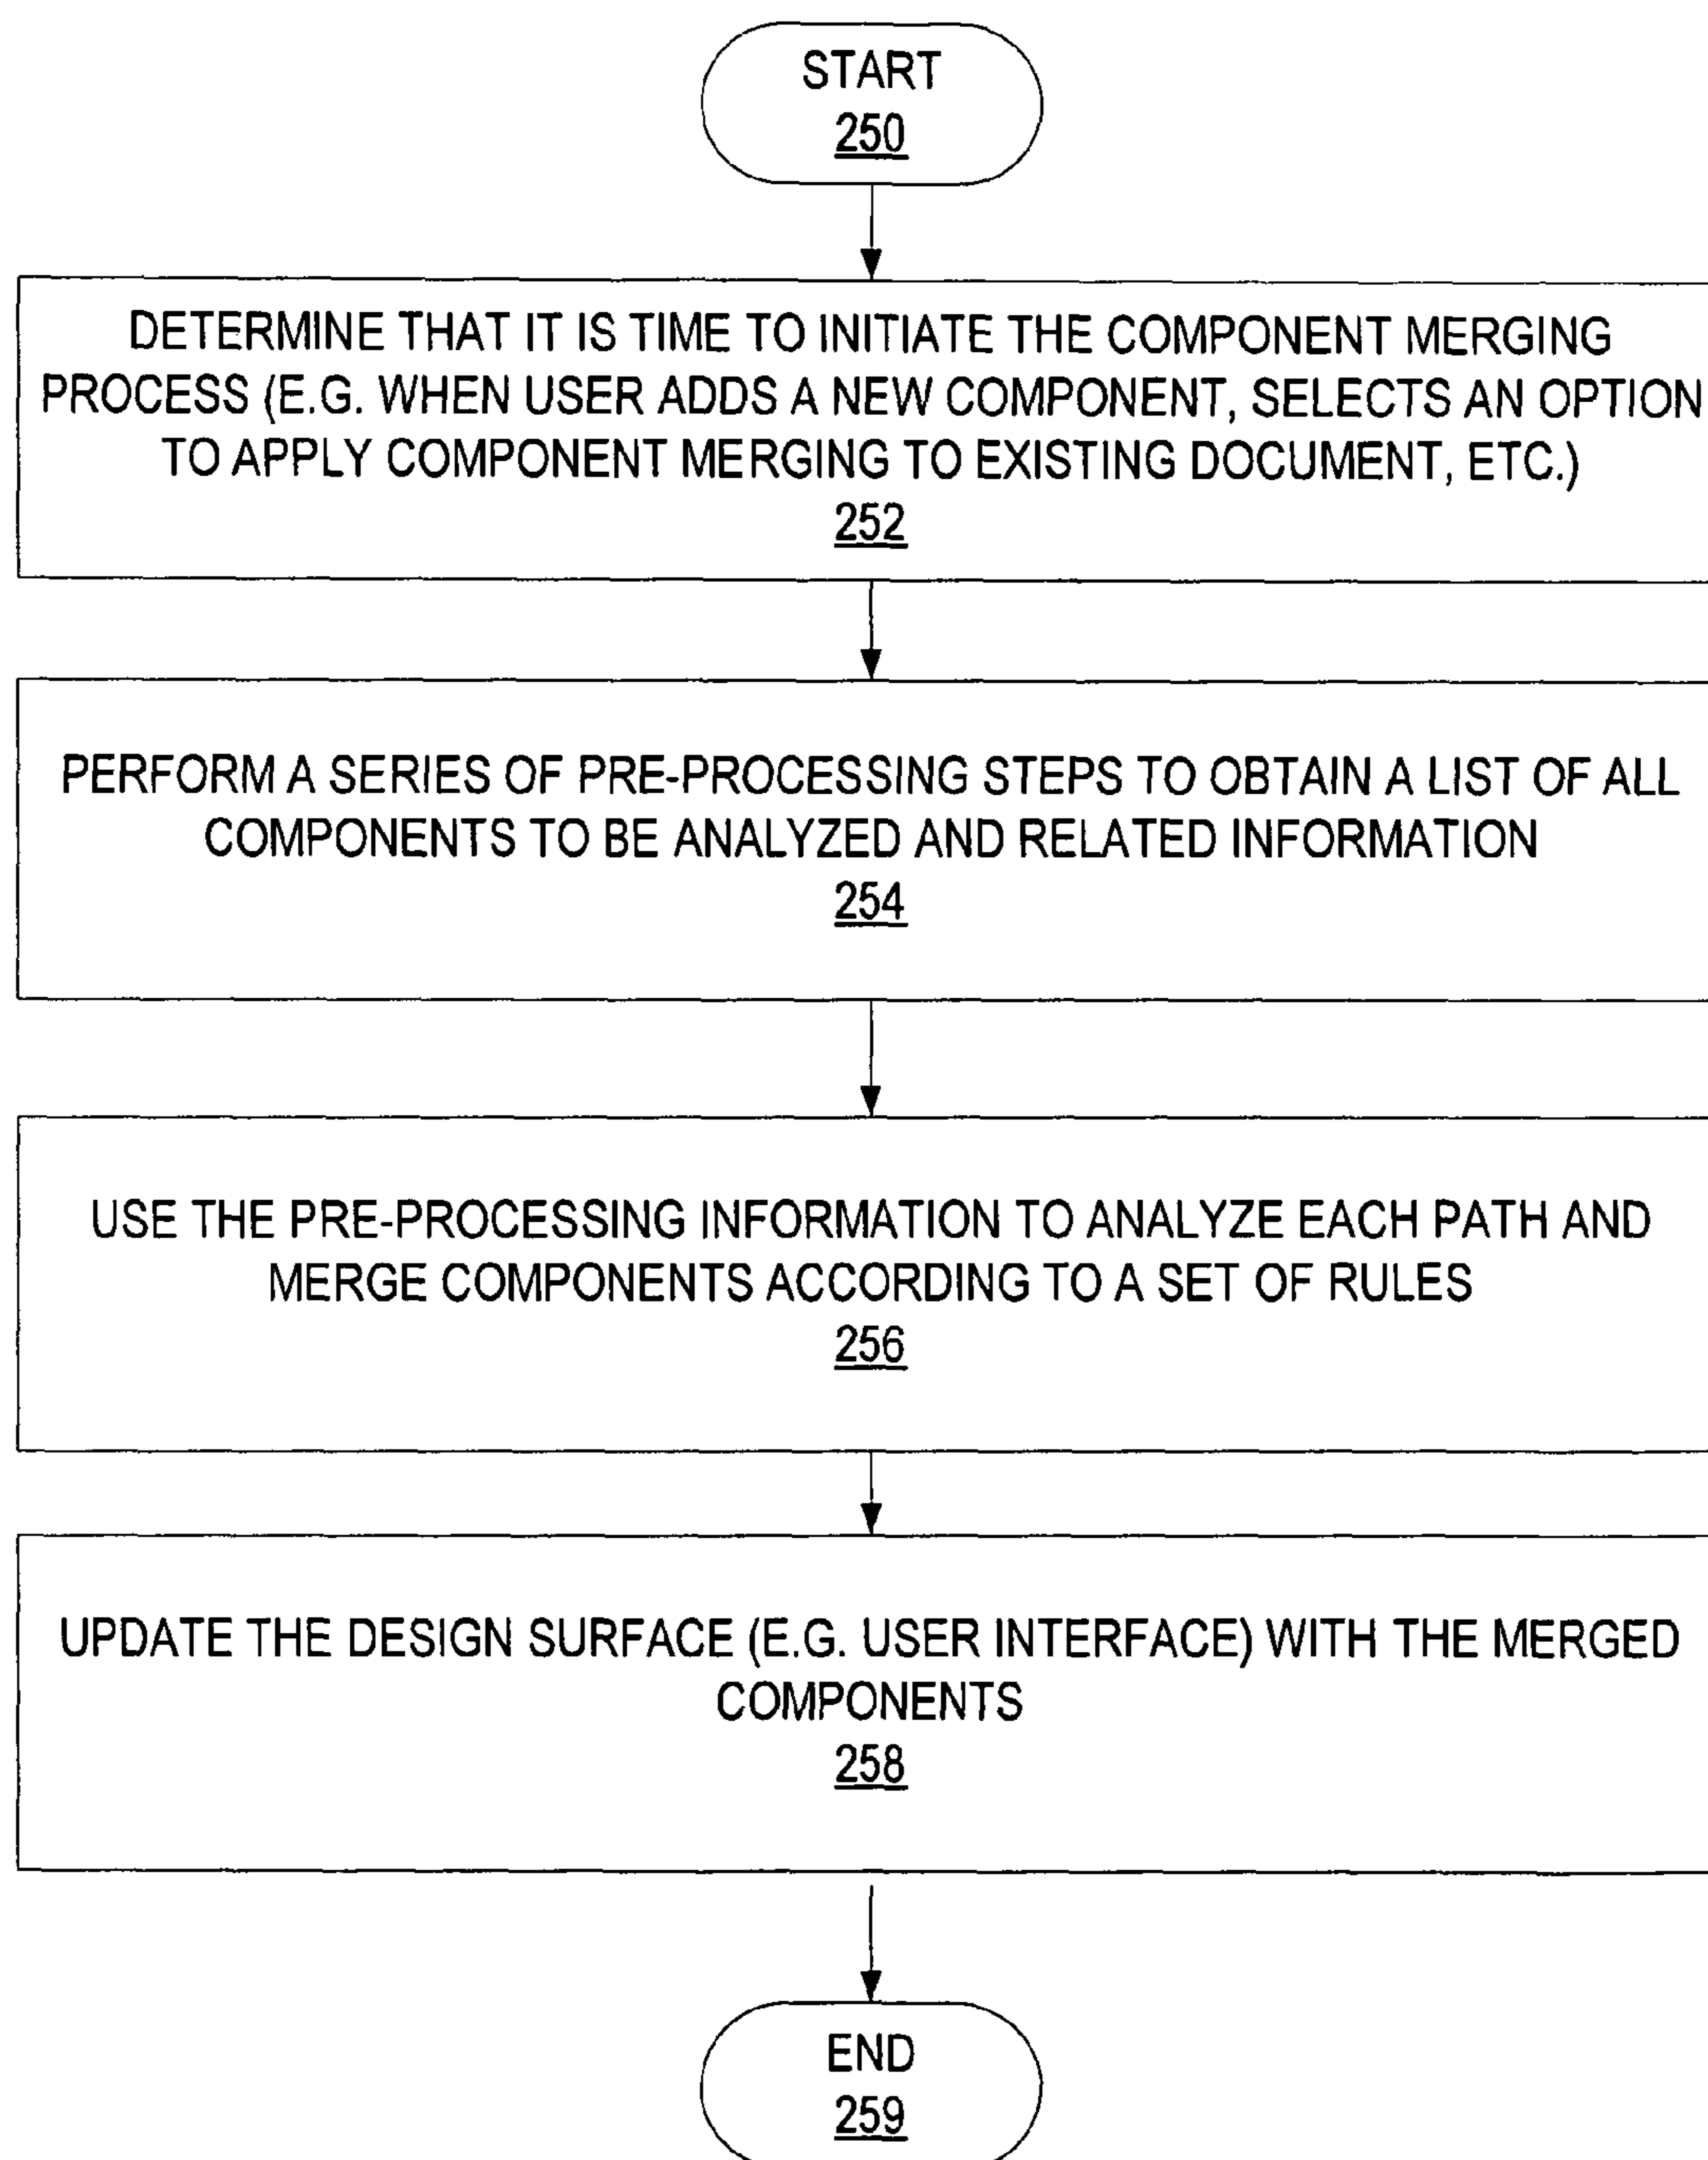 START
250
DETERMINE THAT IT IS TIME TO INITIATE THE COMPONENT MERGING
PROCESS (E.G. WHEN USER ADDS A NEW COMPONENT, SELECTS AN OPTION
TO APPLY COMPONENT MERGING TO EXISTING DOCUMENT, ETC.)
252
PERFORM A SERIES OF PRE-PROCESSING STEPS TO OBTAIN A LIST OF ALL
COMPONENTS TO BE ANALYZED AND RELATED INFORMATION
254
USE THE PRE-PROCESSING INFORMATION TO ANALYZE EACH PATH AND
MERGE COMPONENTS ACCORDING TO A SET OF RULES
256
UPDATE THE DESIGN SURFACE (E.G. USER INTERFACE) WITH THE MERGED
COMPONENTS
258
END
259